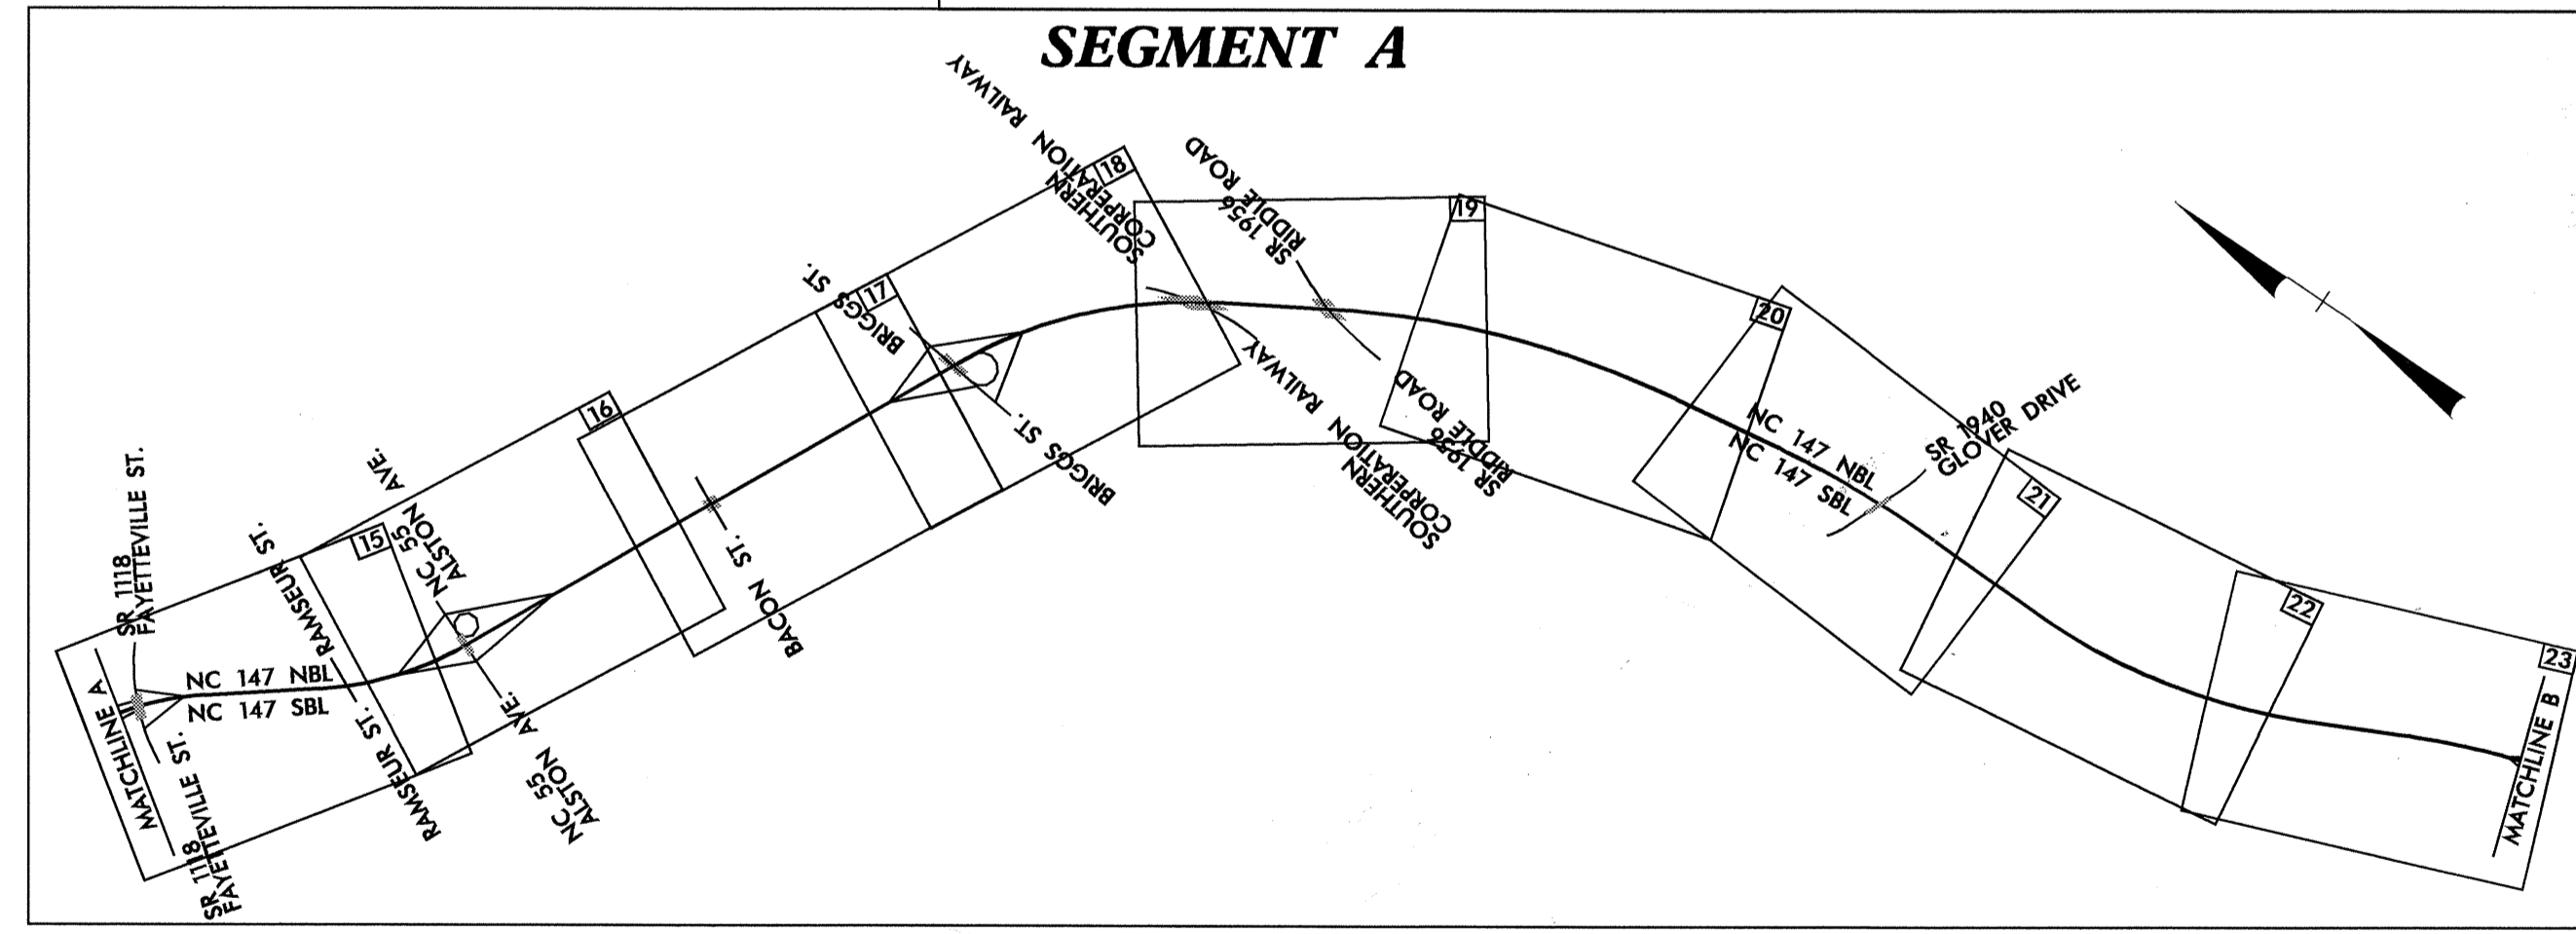 SEGMENT A
SOUTHERN
CORPERATION RAILWAY
18
SR 1956
RIDDLE ROAD
19
BRIGGS ST.
17
20
BRIGGS ST.
SOUTHERN
CORPERATION RAILWAY
SR 1956
RIDDLE ROAD
NC 147 NBL
NC 147 SBL
SR 1940
GLOVER DRIVE
21
16
BACON ST.
22
23
MATCHLINE B
SR 1118
FAYETTEVILLE ST.
RAMSEUR ST.
RAMSEUR ST.
15
NC 55
ALSTON AVE.
NC 147 NBL
NC 147 SBL
MATCHLINE A
SR 1118
FAYETTEVILLE ST.
NC 55
ALSTON AVE.